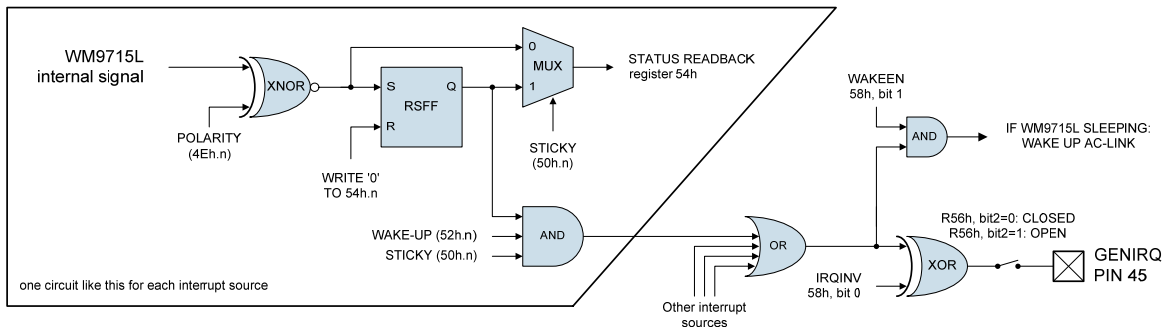 WM9715L
internal signal
XNOR
POLARITY
(4Eh.n)
S
Q
RSFF
R
WRITE '0'
TO 54h.n
0
MUX
1
STICKY
(50h.n)
STATUS READBACK
register 54h
WAKE-UP (52h.n)
STICKY (50h.n)
AND
one circuit like this for each interrupt source
OR
Other interrupt
sources
WAKEEN
58h, bit 1
AND
IF WM9715L SLEEPING:
WAKE UP AC-LINK
IRQINV
58h, bit 0
XOR
R56h, bit2=0: CLOSED
R56h, bit2=1: OPEN
GENIRQ
PIN 45